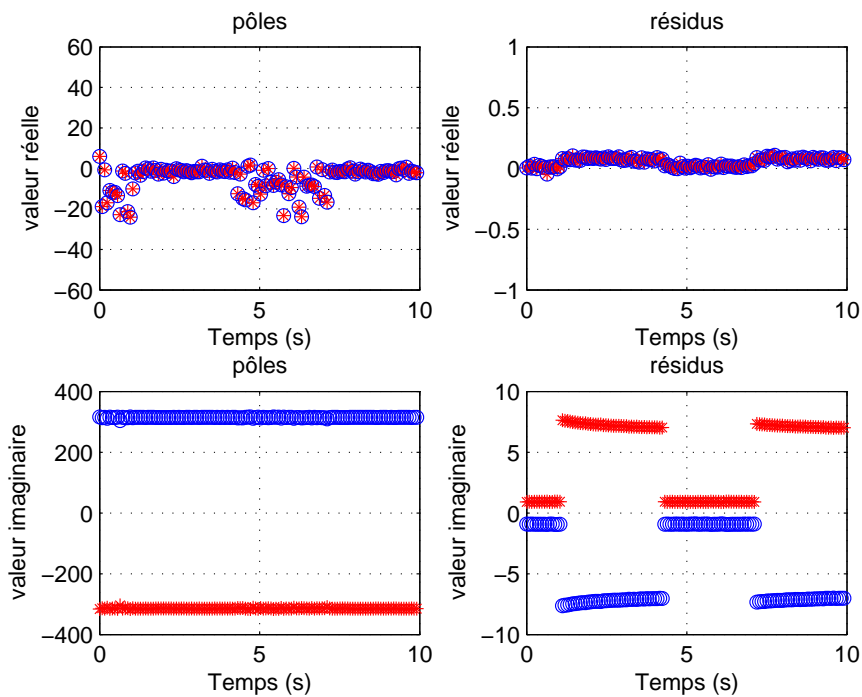 pôles
60
40
20
0
−20
−40
−60
valeur réelle
0
5
10
Temps (s)
résidus
1
0.5
0
−0.5
−1
valeur réelle
0
5
10
Temps (s)
pôles
400
200
0
−200
−400
valeur imaginaire
0
5
10
Temps (s)
résidus
10
5
0
−5
−10
valeur imaginaire
0
5
10
Temps (s)